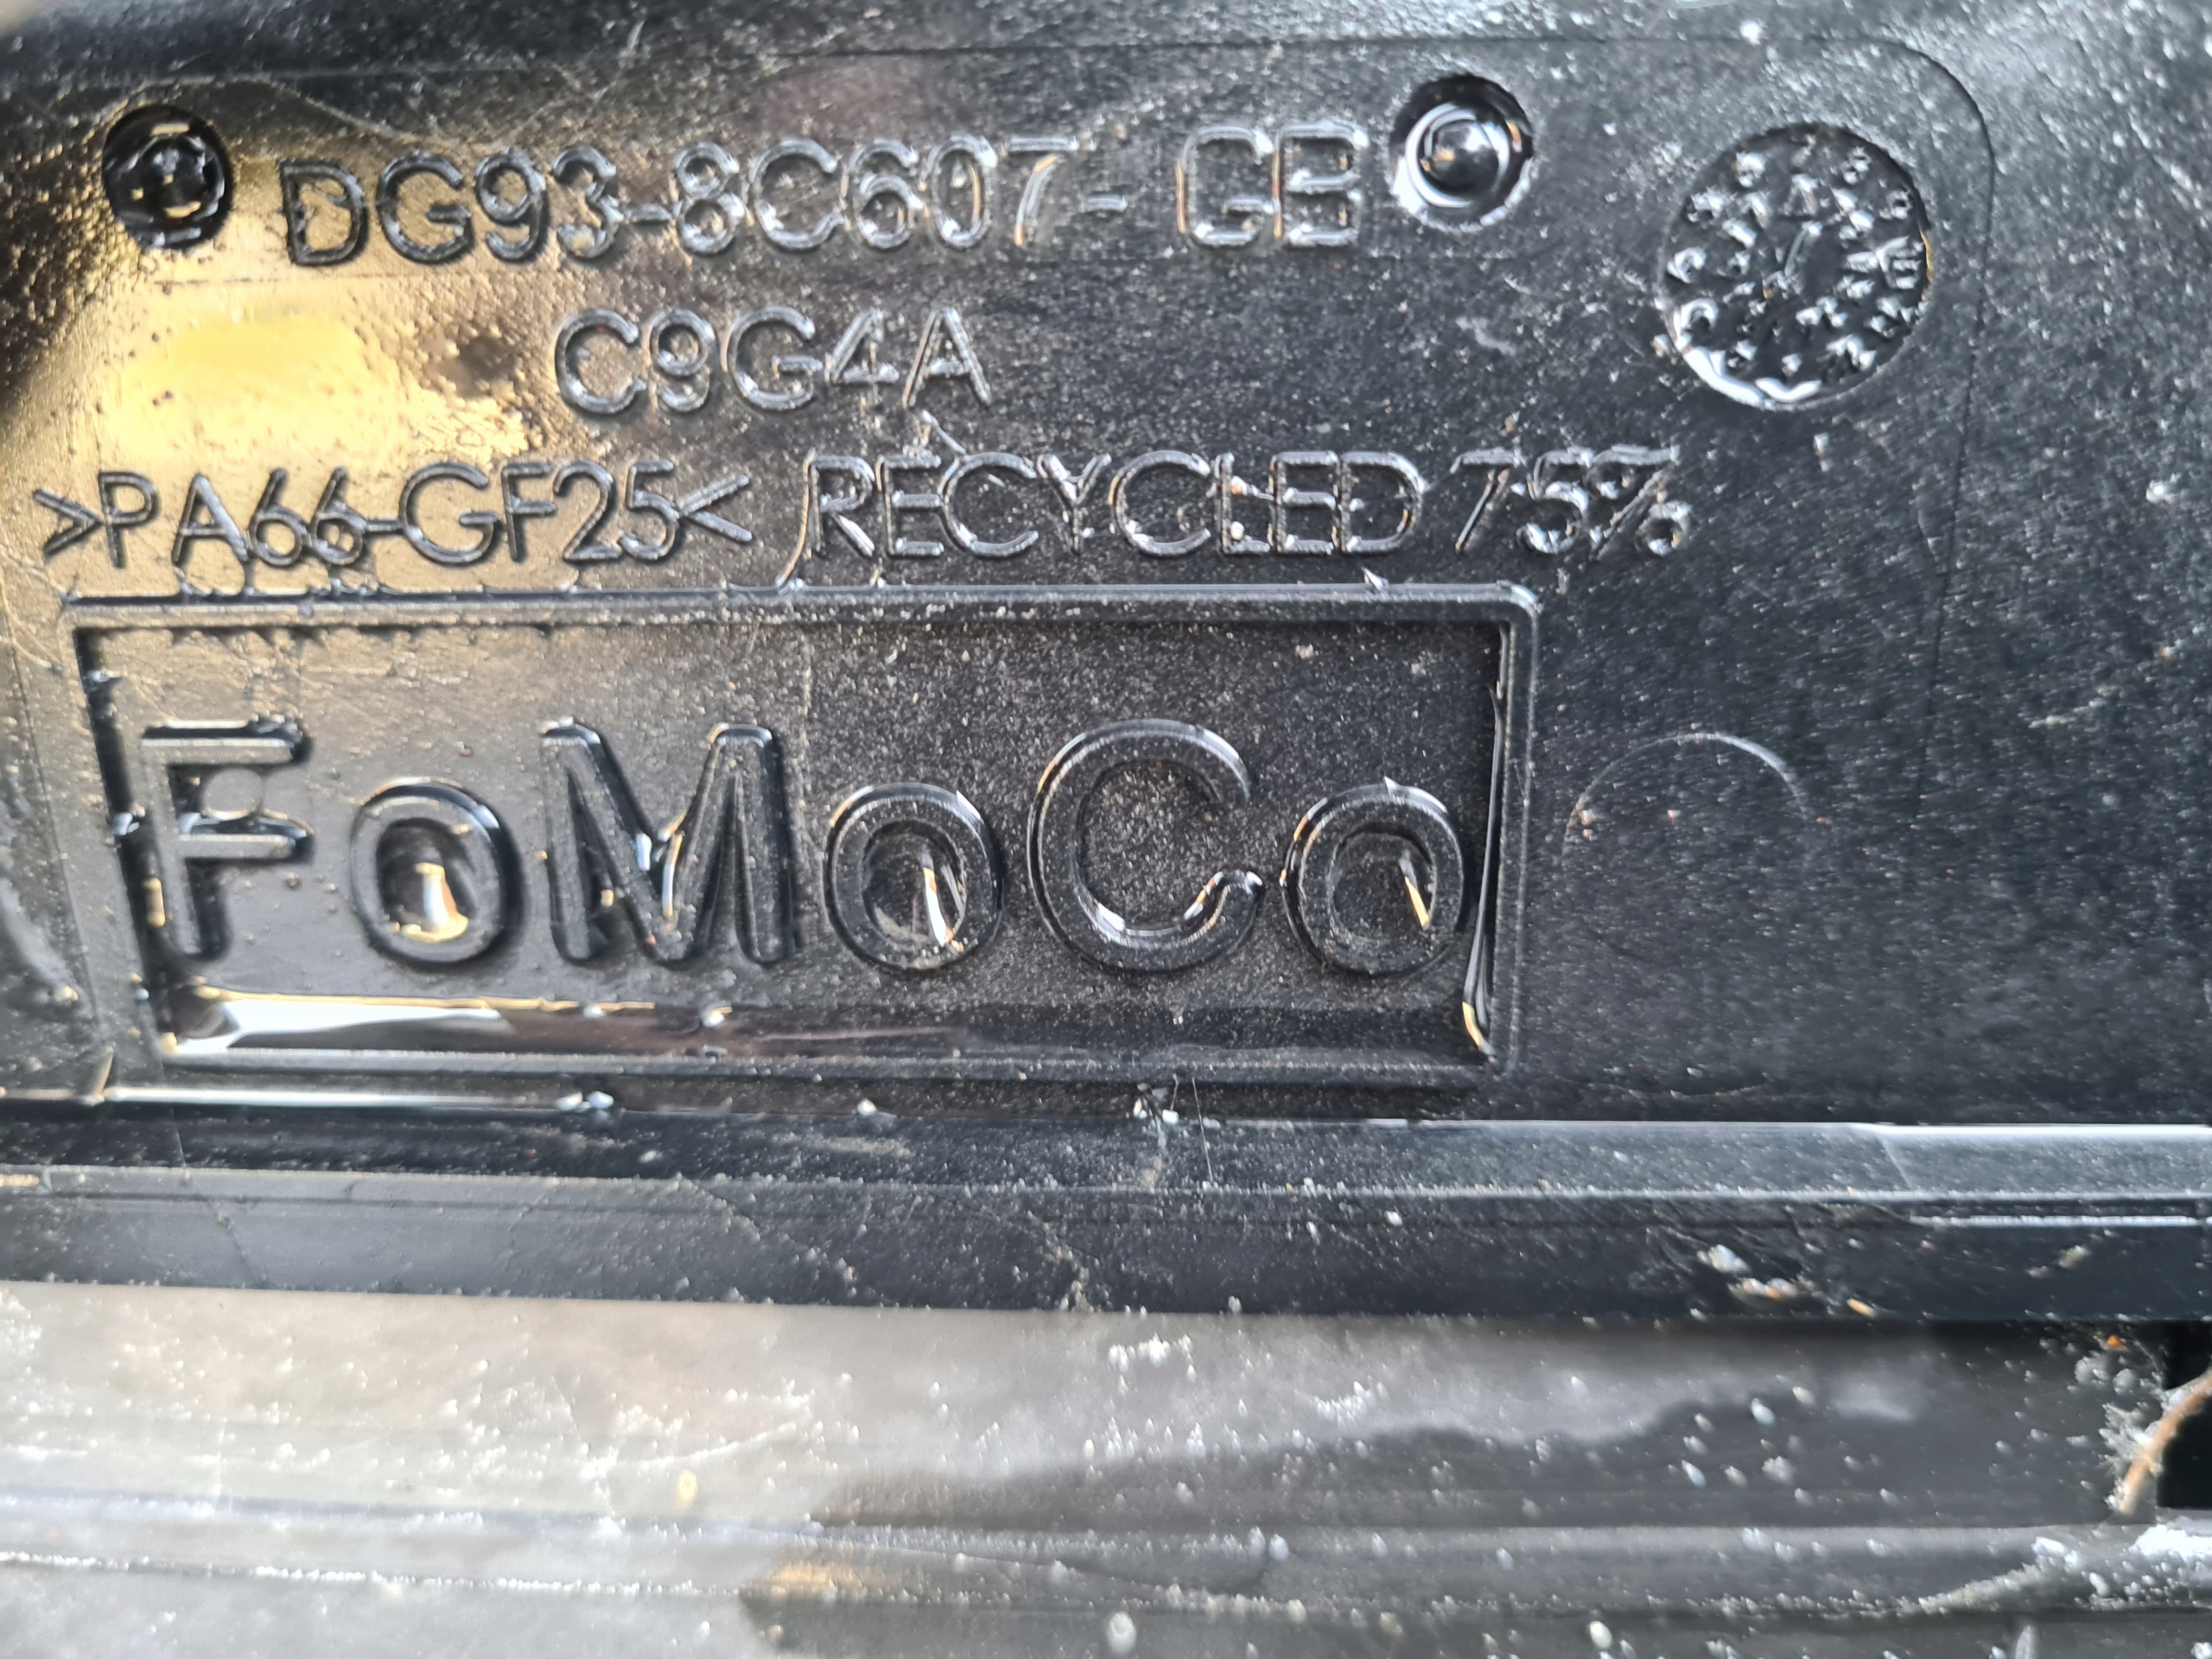 DG93-8C607-GB
C9G4A
>PA66-GF25< RECYCLED 75%
FoMoCo